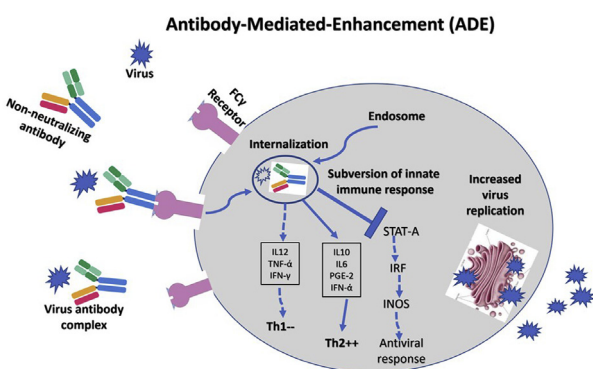 Antibody-Mediated-Enhancement (ADE)
Virus
Non-neutralizing
antibody
FCγ
Receptor
Endosome
Internalization
Subversion of innate
immune response
Increased
virus
replication
STAT-A
IL12
TNF-ά
IFN-γ
IL10
IL6
PGE-2
IFN-ά
IRF
INOS
Virus antibody
complex
Th1--
Th2++
Antiviral
response